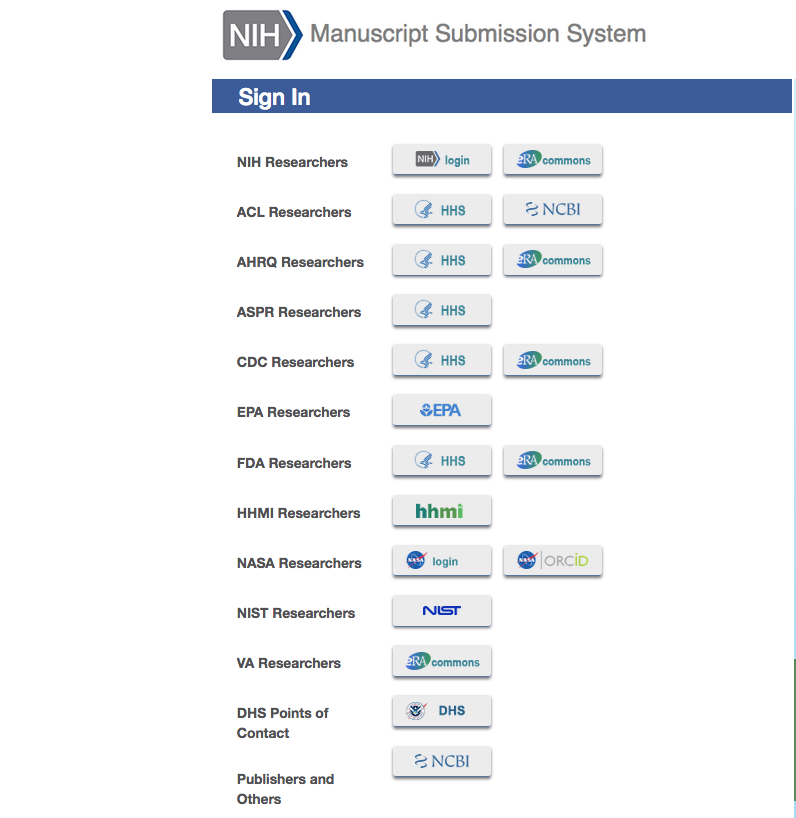 NIH Manuscript Submission System
Sign In
NIH Researchers NIH login eRA commons
ACL Researchers HHS NCBI
AHRQ Researchers HHS eRA commons
ASPR Researchers HHS
CDC Researchers HHS eRA commons
EPA Researchers EPA
FDA Researchers HHS eRA commons
HHMI Researchers hhmi
NASA Researchers NASA login NASA ORCID
NIST Researchers NIST
VA Researchers eRA commons
DHS Points of DHS
Contact
NCBI
Publishers and
Others